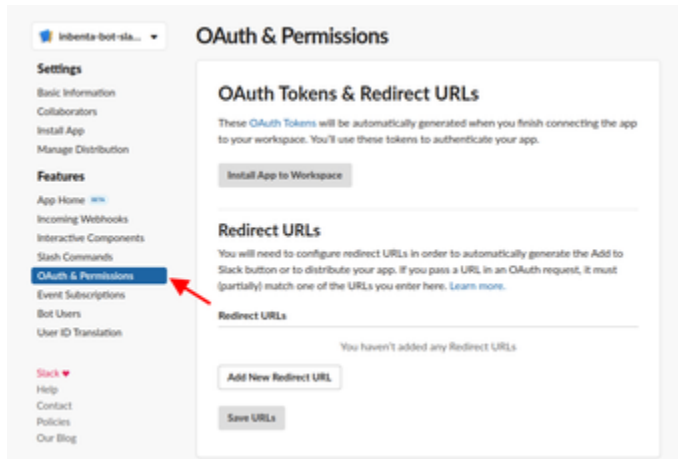 inbenta-bot-sla...
Settings
Basic Information
Collaborators
Install App
Manage Distribution
Features
App Home BETA
Incoming Webhooks
Interactive Components
Slash Commands
OAuth & Permissions
Event Subscriptions
Bot Users
User ID Translation
Slack ♥
Help
Contact
Policies
Our Blog
OAuth & Permissions
OAuth Tokens & Redirect URLs
These OAuth Tokens will be automatically generated when you finish connecting the app
to your workspace. You'll use these tokens to authenticate your app.
Install App to Workspace
Redirect URLs
You will need to configure redirect URLs in order to automatically generate the Add to
Slack button or to distribute your app. If you pass a URL in an OAuth request, it must
(partially) match one of the URLs you enter here. Learn more.
Redirect URLs
You haven't added any Redirect URLs
Add New Redirect URL
Save URLs